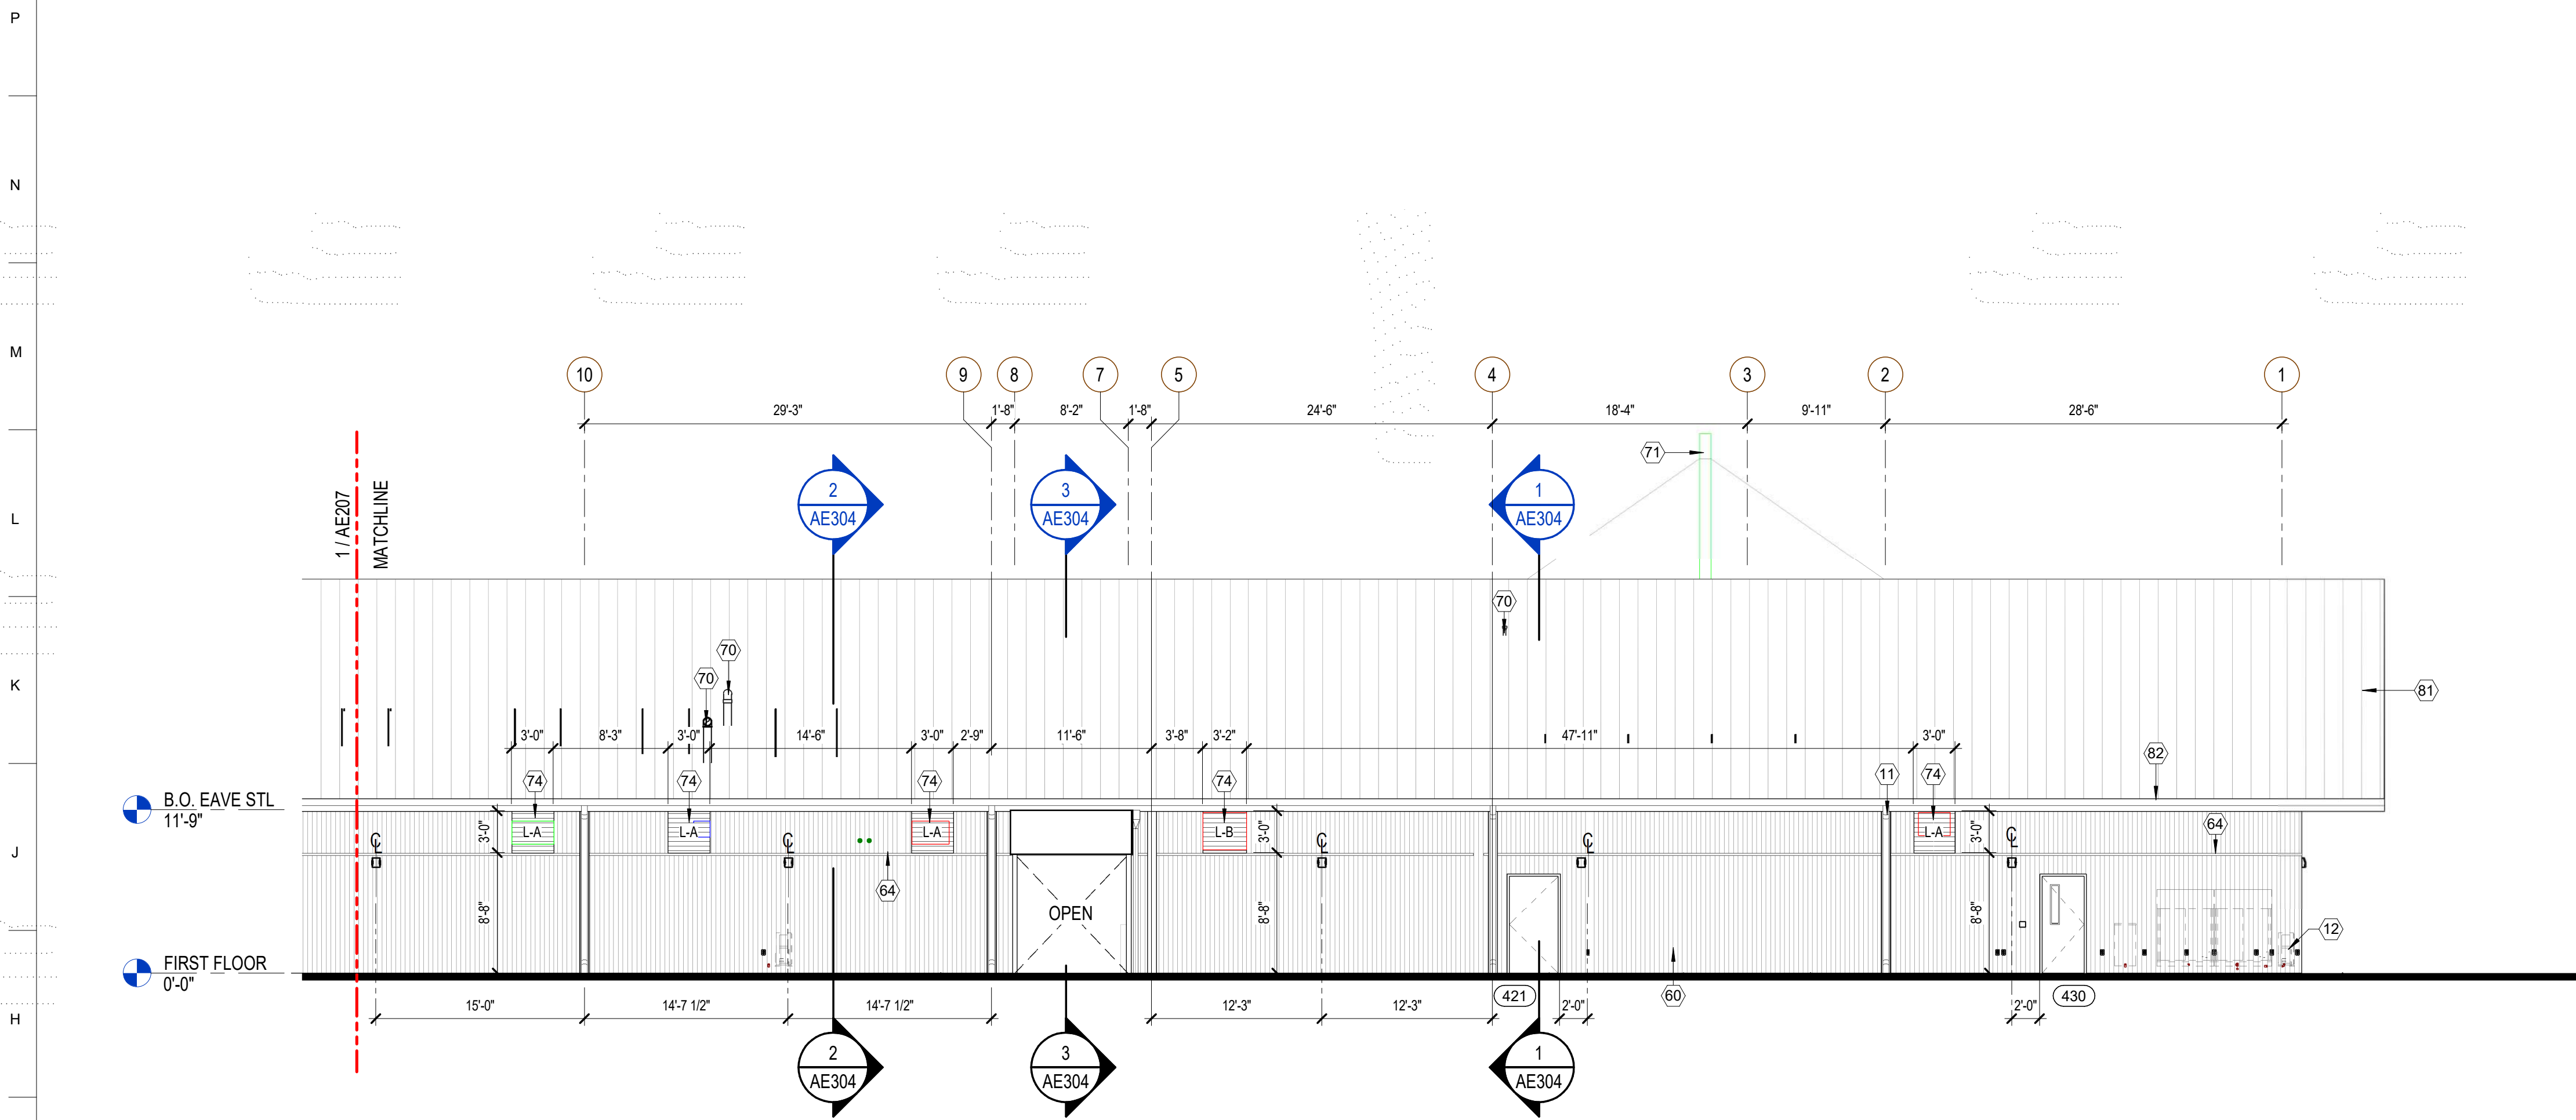 P
N
M
L
K
J
H
10
9
8
7
5
4
3
2
1
29'-3"
1'-8"
8'-2"
1'-8"
24'-6"
18'-4"
9'-11"
28'-6"
71
1 / AE207
MATCHLINE
2
AE304
3
AE304
1
AE304
70
70
70
81
3'-0"
8'-3"
3'-0"
14'-6"
3'-0"
2'-9"
11'-6"
3'-8"
3'-2"
47'-11"
3'-0"
82
74
74
74
74
11
74
B.O. EAVE STL
11'-9"
L-A
L-A
L-A
L-B
L-A
3'-0"
3'-0"
3'-0"
CL
CL
CL
CL
CL
64
64
8'-8"
8'-8"
8'-8"
OPEN
12
FIRST FLOOR
0'-0"
421
60
430
15'-0"
14'-7 1/2"
14'-7 1/2"
12'-3"
12'-3"
2'-0"
2'-0"
2
AE304
3
AE304
1
AE304